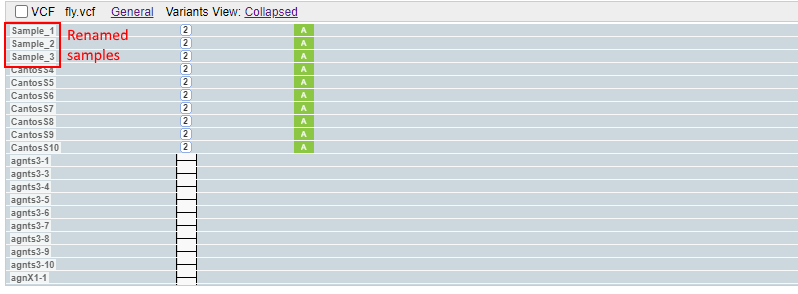 VCF fly.vcf General Variants View: Collapsed
Sample_1 2 A
Renamed
Sample_2 2 A
samples
Sample_3 2 A
CantosS4 2 A
CantosS5 2 A
CantosS6 2 A
CantosS7 2 A
CantosS8 2 A
CantosS9 2 A
CantosS10 2 A
agnts3-1
agnts3-3
agnts3-4
agnts3-5
agnts3-6
agnts3-7
agnts3-8
agnts3-9
agnts3-10
agnX1-1